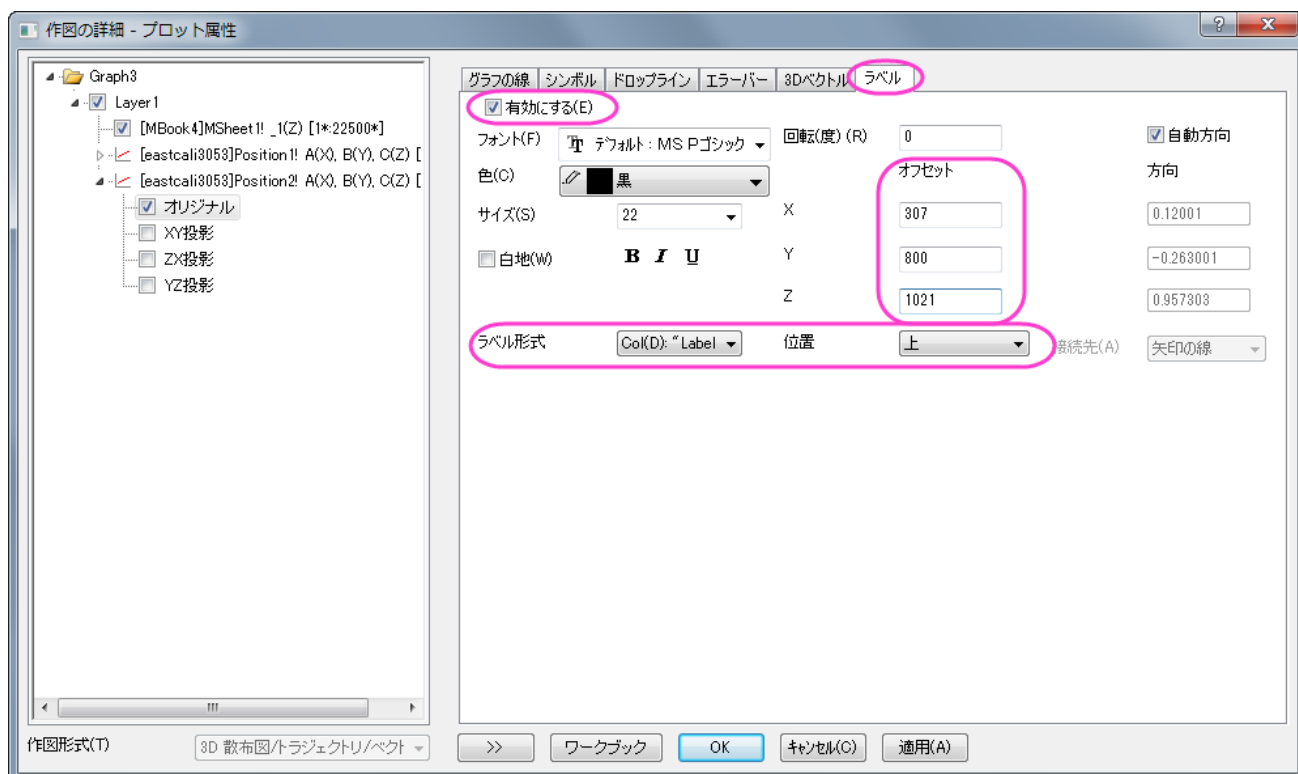 作図の詳細 - プロット属性
Graph3
Layer1
[MBook4]MSheet1! _1(Z) [1*:22500*]
[eastcali3053]Position1! A(X), B(Y), C(Z) [
[eastcali3053]Position2! A(X), B(Y), C(Z) [
オリジナル
XY投影
ZX投影
YZ投影
作図形式(T)
3D 散布図/トラジェクトリ/ベクト
グラフの線 シンボル ドロップライン エラーバー 3Dベクトル ラベル
有効にする(E)
フォント(F) デフォルト : MS Pゴシック 回転(度) (R) 0 自動方向
色(C) 黒 オフセット 方向
サイズ(S) 22 X 307 0.12001
白地(W) B I U Y 800 -0.263001
Z 1021 0.957303
ラベル形式 Col(D): "Label 位置 上 接続先(A) 矢印の線
>> ワークブック OK キャンセル(C) 適用(A)